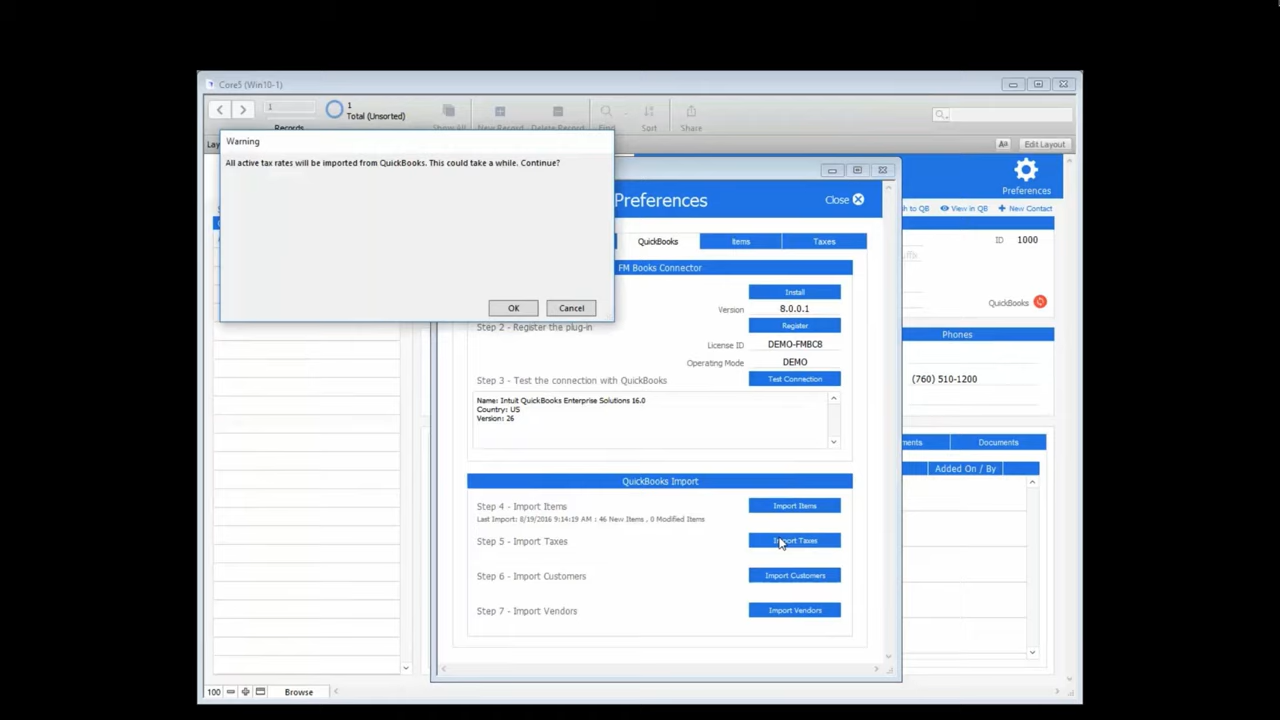 Core5 (Win10-1)
1
1
Total (Unsorted)
Records
Show All
New Record
Delete Record
Find
Sort
Share
Edit Layout
Warning
All active tax rates will be imported from QuickBooks. This could take a while. Continue?
OK
Cancel
Preferences
Close
Preferences
h to QB
View in QB
New Contact
QuickBooks
Items
Taxes
ID 1000
FM Books Connector
Install
Version 8.0.0.1
QuickBooks
Step 2 - Register the plug-in
Register
Phones
License ID DEMO-FMBC8
Operating Mode DEMO
Step 3 - Test the connection with QuickBooks
Test Connection
(760) 510-1200
Name: Intuit QuickBooks Enterprise Solutions 16.0
Country: US
Version: 26
ments
Documents
Added On / By
QuickBooks Import
Step 4 - Import Items
Import Items
Last Import: 8/19/2016 9:14:19 AM : 46 New Items , 0 Modified Items
Step 5 - Import Taxes
Import Taxes
Step 6 - Import Customers
Import Customers
Step 7 - Import Vendors
Import Vendors
100
Browse